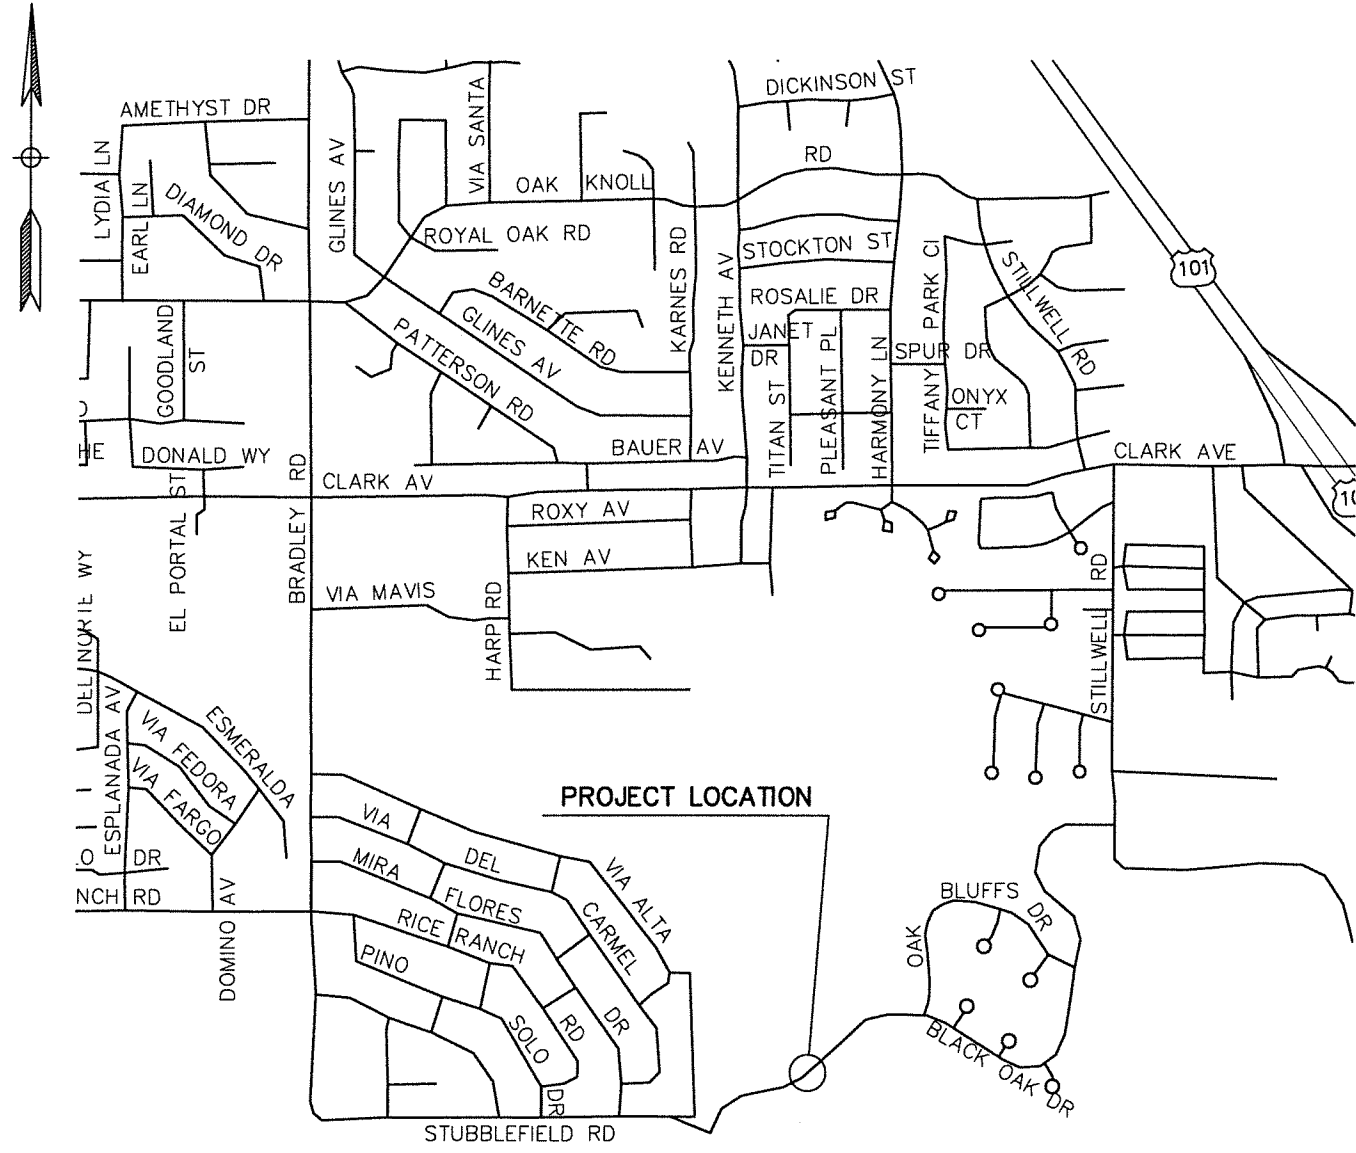 AMETHYST DR
DICKINSON ST
LYDIA LN
EARL LN
DIAMOND DR
GLINES AV
VIA SANTA
OAK KNOLL
RD
ROYAL OAK RD
STOCKTON ST
KARNES RD
KENNETH AV
ROSALIE DR
PARK CI
STILLWELL RD
101
BARNETTE RD
GLINES AV
PATTERSON RD
JANET
DR
GOODLAND
ST
TITAN ST
PLEASANT PL
HARMONY LN
SPUR DR
TIFFANY
ONYX
CT
HE
DONALD WY
BAUER AV
CLARK AVE
CLARK AV
BRADLEY RD
EL PORTAL ST
ROXY AV
KEN AV
10
DEL NORTE WY
VIA MAVIS
HARP RD
STILLWELL RD
ESPLANADA AV
VIA FEDORA
VIA FARGO
ESMERALDA
PROJECT LOCATION
LO DR
NCH RD
DOMINO AV
VIA
DEL
VIA ALTA
MIRA
FLORES
CARMEL
DR
RICE RANCH
RD
PINO
SOLO
DR
OAK
BLUFFS DR
BLACK OAK DR
STUBBLEFIELD RD